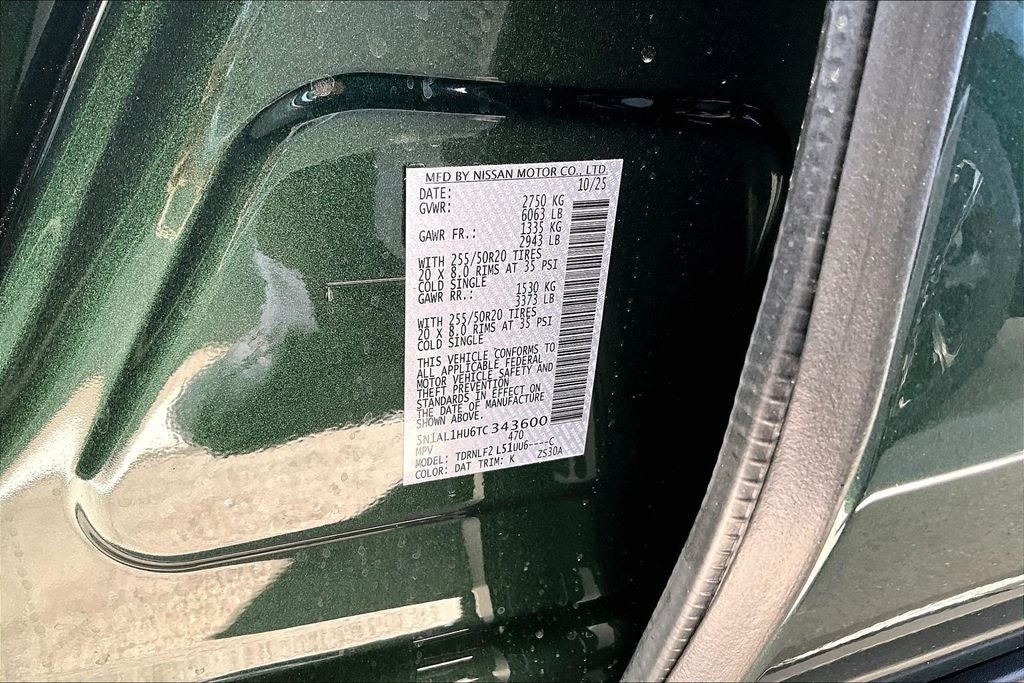 MFD BY NISSAN MOTOR CO., LTD.
DATE: 10/25
GVWR: 2750 KG
6063 LB
GAWR FR.: 1335 KG
2943 LB
WITH 255/50R20 TIRES
20 X 8.0 RIMS AT 35 PSI
COLD SINGLE
GAWR RR.: 1530 KG
3373 LB
WITH 255/50R20 TIRES
20 X 8.0 RIMS AT 35 PSI
COLD SINGLE
THIS VEHICLE CONFORMS TO
ALL APPLICABLE FEDERAL
MOTOR VEHICLE SAFETY AND
THEFT PREVENTION
STANDARDS IN EFFECT ON
THE DATE OF MANUFACTURE
SHOWN ABOVE.
5N1AL1HU6TC343600
MPV 470
MODEL: TDRNLF2 L51UU6----C
COLOR: DAT TRIM: K ZS30A